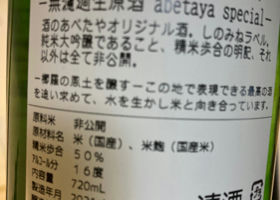 —無濾過生原酒 abetaya special-
酒のあべたやオリジナル酒。しのみねラベル。
純米大吟醸であること、精米歩合の明記、それ
以外は全て非公開。
―郷羅の風土を醸す―この地で表現できる最高の酒
を追い求めて、水を生かし米と向き合っています。
原料米 非公開
原材料名 米（国産）、米麹（国産米）
精米歩合 50%
アルコール分 16度
内容量 720mL
製造年月
清酒